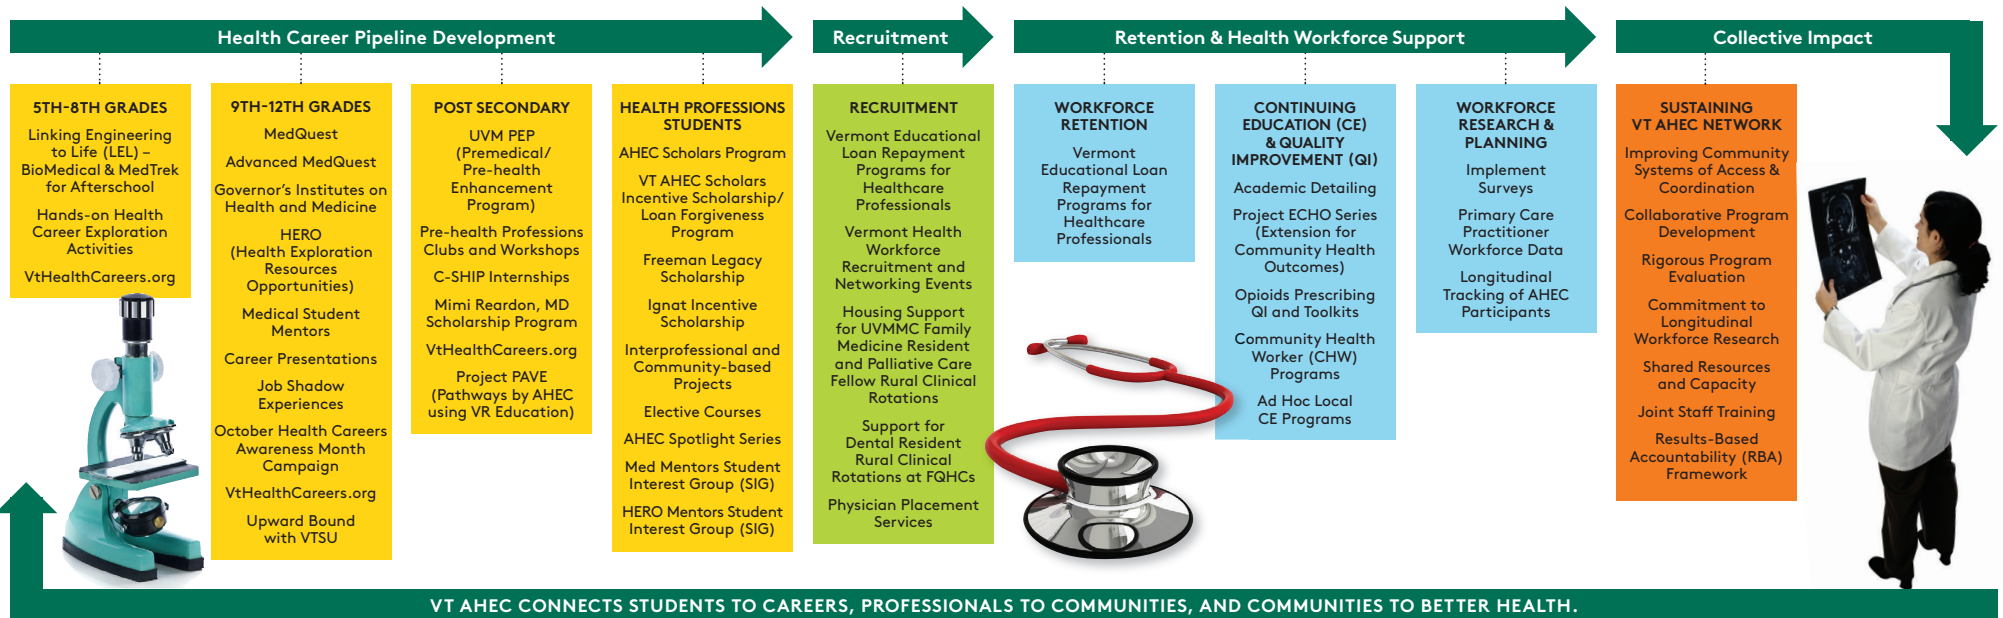 Health Career Pipeline Development
Recruitment
Retention & Health Workforce Support
Collective Impact
5TH-8TH GRADES
Linking Engineering
to Life (LEL) –
BioMedical & MedTrek
for Afterschool
Hands-on Health
Career Exploration
Activities
VtHealthCareers.org
9TH-12TH GRADES
MedQuest
Advanced MedQuest
Governor's Institutes on
Health and Medicine
HERO
(Health Exploration
Resources
Opportunities)
Medical Student
Mentors
Career Presentations
Job Shadow
Experiences
October Health Careers
Awareness Month
Campaign
VtHealthCareers.org
Upward Bound
with VTSU
POST SECONDARY
UVM PEP
(Premedical/
Pre-health
Enhancement
Program)
Pre-health Professions
Clubs and Workshops
C-SHIP Internships
Mimi Reardon, MD
Scholarship Program
VtHealthCareers.org
Project PAVE
(Pathways by AHEC
using VR Education)
HEALTH PROFESSIONS
STUDENTS
AHEC Scholars Program
VT AHEC Scholars
Incentive Scholarship/
Loan Forgiveness
Program
Freeman Legacy
Scholarship
Ignat Incentive
Scholarship
Interprofessional and
Community-based
Projects
Elective Courses
AHEC Spotlight Series
Med Mentors Student
Interest Group (SIG)
HERO Mentors Student
Interest Group (SIG)
RECRUITMENT
Vermont Educational
Loan Repayment
Programs for
Healthcare
Professionals
Vermont Health
Workforce
Recruitment and
Networking Events
Housing Support
for UVMMC Family
Medicine Resident
and Palliative Care
Fellow Rural Clinical
Rotations
Support for
Dental Resident
Rural Clinical
Rotations at FQHCs
Physician Placement
Services
WORKFORCE
RETENTION
Vermont
Educational Loan
Repayment
Programs for
Healthcare
Professionals
CONTINUING
EDUCATION (CE)
& QUALITY
IMPROVEMENT (QI)
Academic Detailing
Project ECHO Series
(Extension for
Community Health
Outcomes)
Opioids Prescribing
QI and Toolkits
Community Health
Worker (CHW)
Programs
Ad Hoc Local
CE Programs
WORKFORCE
RESEARCH &
PLANNING
Implement
Surveys
Primary Care
Practitioner
Workforce Data
Longitudinal
Tracking of AHEC
Participants
SUSTAINING
VT AHEC NETWORK
Improving Community
Systems of Access &
Coordination
Collaborative Program
Development
Rigorous Program
Evaluation
Commitment to
Longitudinal
Workforce Research
Shared Resources
and Capacity
Joint Staff Training
Results-Based
Accountability (RBA)
Framework
VT AHEC CONNECTS STUDENTS TO CAREERS, PROFESSIONALS TO COMMUNITIES, AND COMMUNITIES TO BETTER HEALTH.